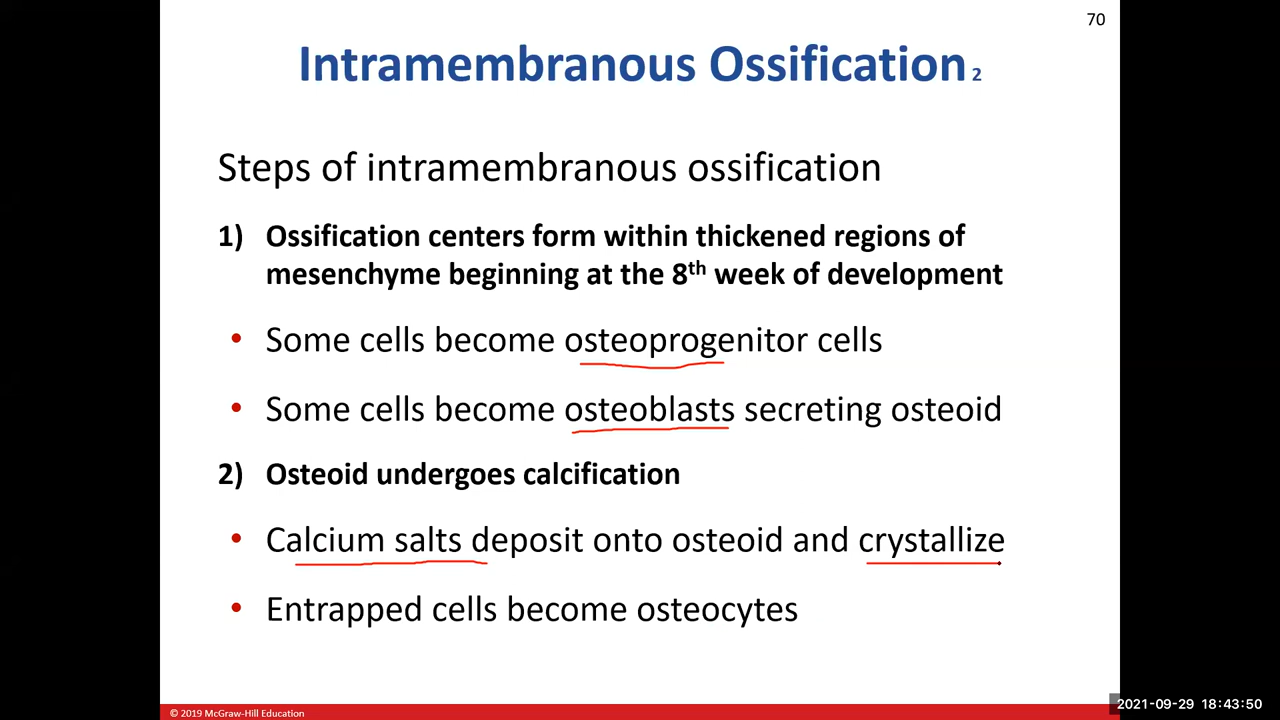 70
Intramembranous Ossification 2
Steps of intramembranous ossification
1) Ossification centers form within thickened regions of
mesenchyme beginning at the 8th week of development
• Some cells become osteoprogenitor cells
• Some cells become osteoblasts secreting osteoid
2) Osteoid undergoes calcification
• Calcium salts deposit onto osteoid and crystallize
• Entrapped cells become osteocytes
© 2019 McGraw-Hill Education
2021-09-29 18:43:50